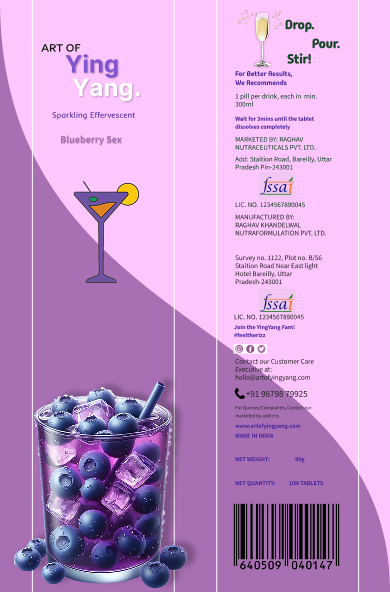 ART OF
Ying
Yang.
Sparkling Effervescent
Blueberry Sex
Drop.
Pour.
Stir!
For Better Results,
We Recommends
1 pill per drink, each in min.
300ml
Wait for 3mins until the tablet
dissolves completely
MARKETED BY: RAGHAV
NUTRACEUTICALS PVT. LTD.
Add: Staition Road, Bareilly, Uttar
Pradesh Pin-243001
fssai
LIC. NO. 1234567890045
MANUFACTURED BY:
RAGHAV KHANDELWAL
NUTRAFORMULATION PVT. LTD.
Survey no. 1122, Plot no. B/56
Staition Road Near East light
Hotel Bareilly, Uttar
Pradesh-243001
fssai
LIC. NO. 1234567890045
Join the YingYang Fam!
#feeltherizz
Contact our Customer Care
Executive at:
hello@artofyingyang.com
+91 98798 79925
For Queries/Complaints, Contact our
marketed by address
www.artofyingyang.com
MADE IN INDIA
NET WEIGHT: 90g
NET QUANTITY: 10N TABLETS
640509 040147